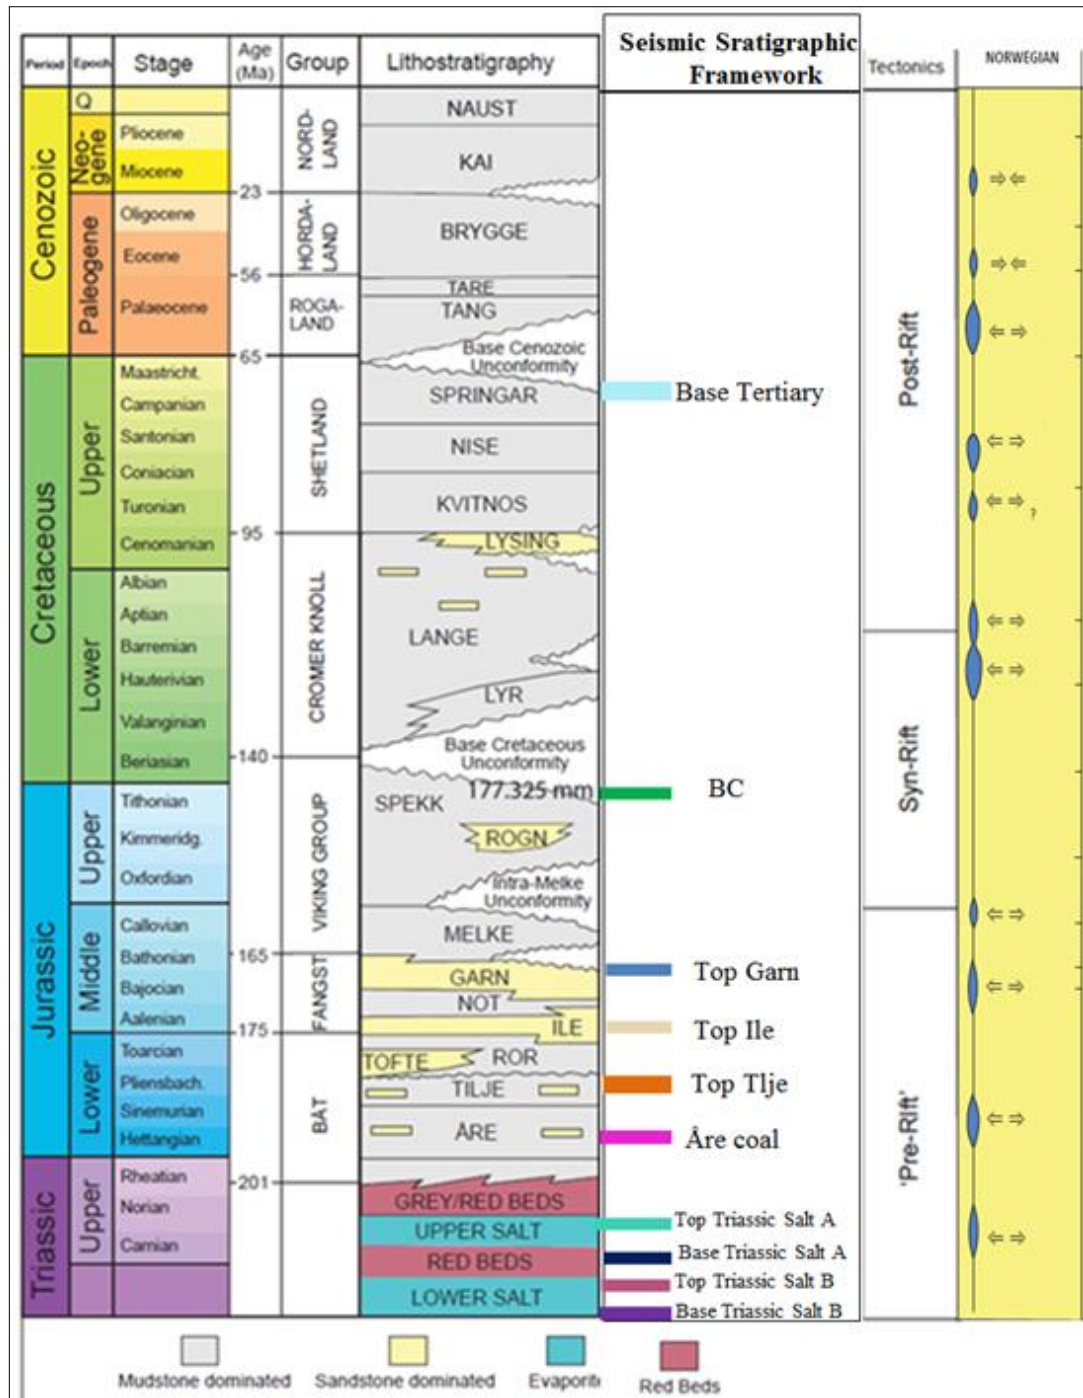 Period Epoch Stage Age (Ma) Group Lithostratigraphy
Seismic Sratigraphic
Framework
Tectonics
NORWEGIAN
Cenozoic
Neo-
gene
Paleogene
Q
Pliocene
Miocene
Oligocene
Eocene
Palaeocene
Cretaceous
Upper
Maastricht.
Campanian
Santonian
Coniacian
Turonian
Cenomanian
Lower
Albian
Aptian
Barremian
Hauterivian
Valanginian
Beriasian
Jurassic
Upper
Tithonian
Kimmeridg.
Oxfordian
Middle
Callovian
Bathonian
Bajocian
Aalenian
Lower
Toarcian
Pliensbach.
Sinemurian
Hettangian
Triassic
Upper
Rheatian
Norian
Carnian
23
56
65
95
140
165
175
201
NORD-
LAND
HORDA-
LAND
ROGA-
LAND
SHETLAND
CROMER KNOLL
VIKING GROUP
FANGST
BÅT
NAUST
KAI
BRYGGE
TARE
TANG
Base Cenozoic
Unconformity
SPRINGAR
NISE
KVITNOS
LYSING
LANGE
LYR
Base Cretaceous
Unconformity
177.325 mm
SPEKK
ROGN
Intra-Melke
Unconformity
MELKE
GARN
NOT
ILE
TOFTE
ROR
TILJE
ÅRE
GREY/RED BEDS
UPPER SALT
RED BEDS
LOWER SALT
Base Tertiary
BC
Top Garn
Top Ile
Top Tlje
Åre coal
Top Triassic Salt A
Base Triassic Salt A
Top Triassic Salt B
Base Triassic Salt B
Post-Rift
Syn-Rift
'Pre-Rift'
?
Mudstone dominated
Sandstone dominated
Evaporit
Red Beds